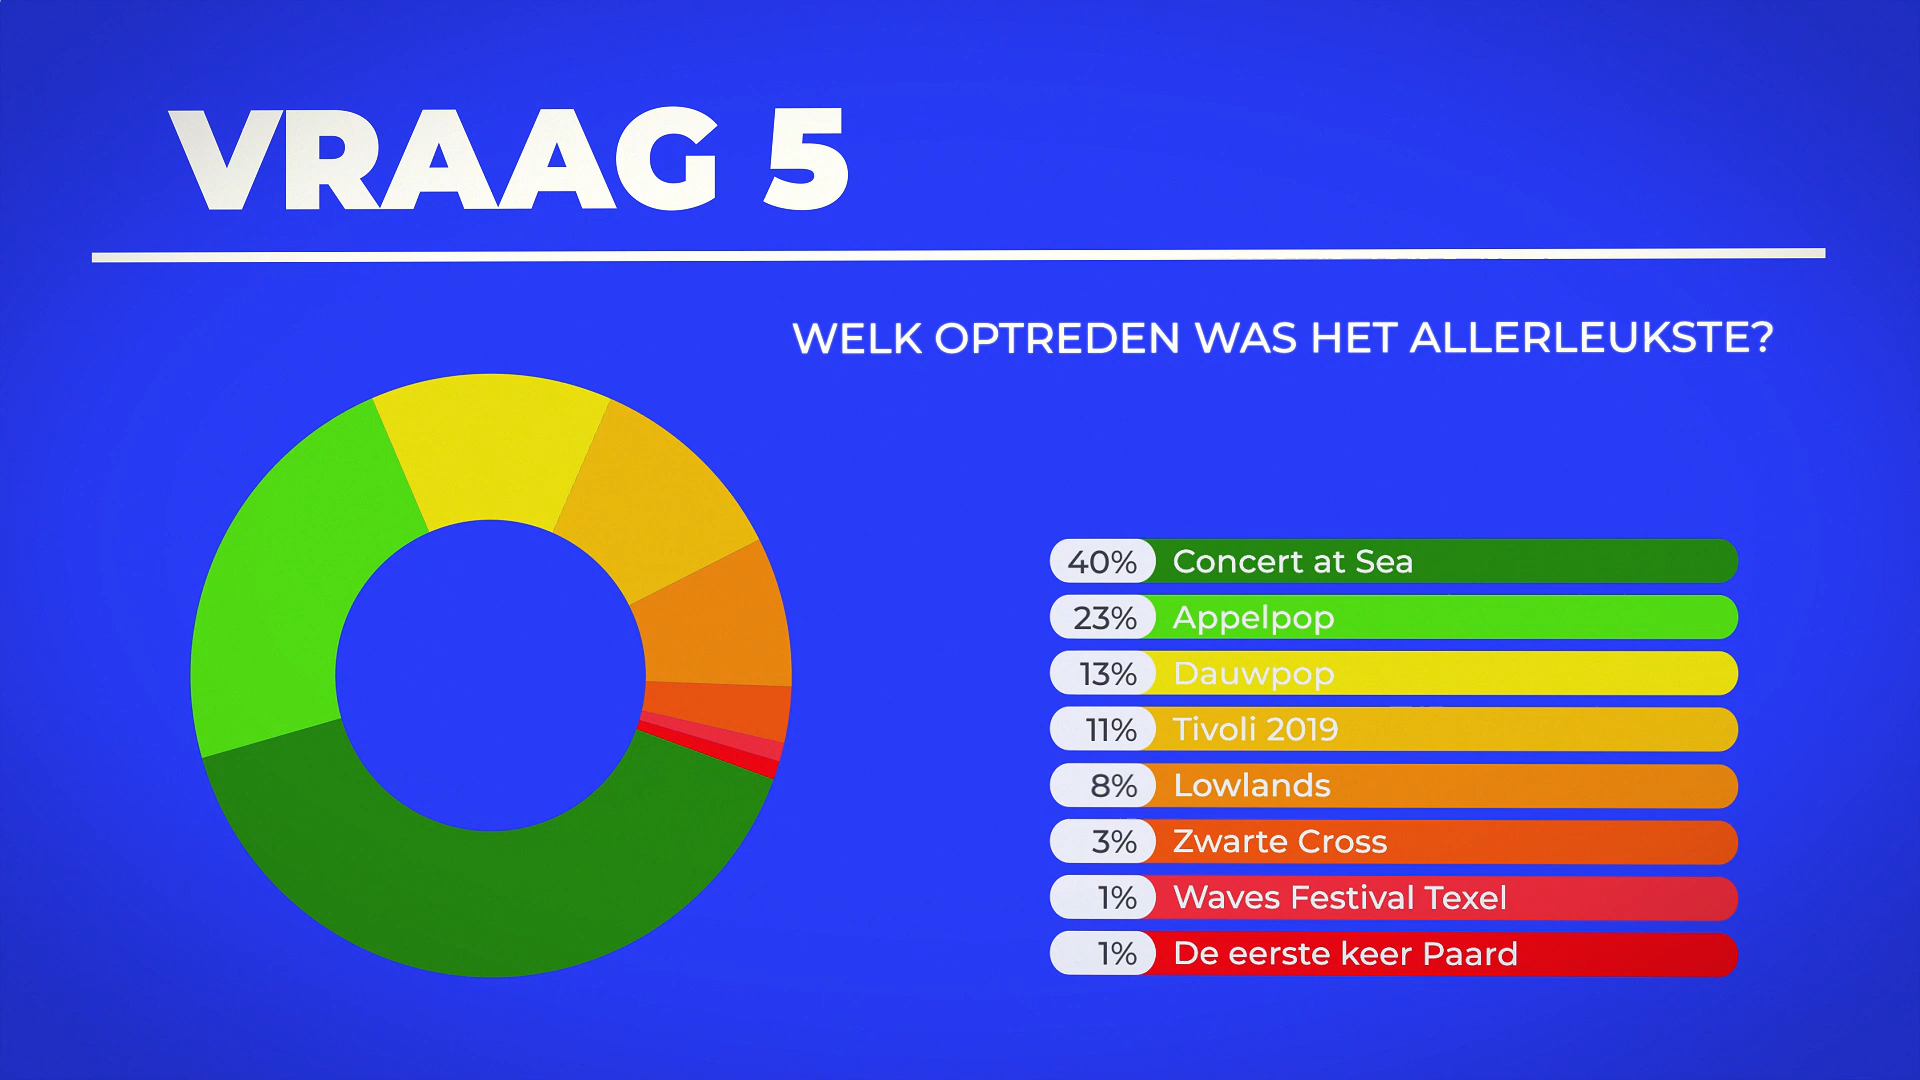 VRAAG 5
WELK OPTREDEN WAS HET ALLERLEUKSTE?
40% Concert at Sea
23% Appelpop
13% Dauwpop
11% Tivoli 2019
8% Lowlands
3% Zwarte Cross
1% Waves Festival Texel
1% De eerste keer Paard